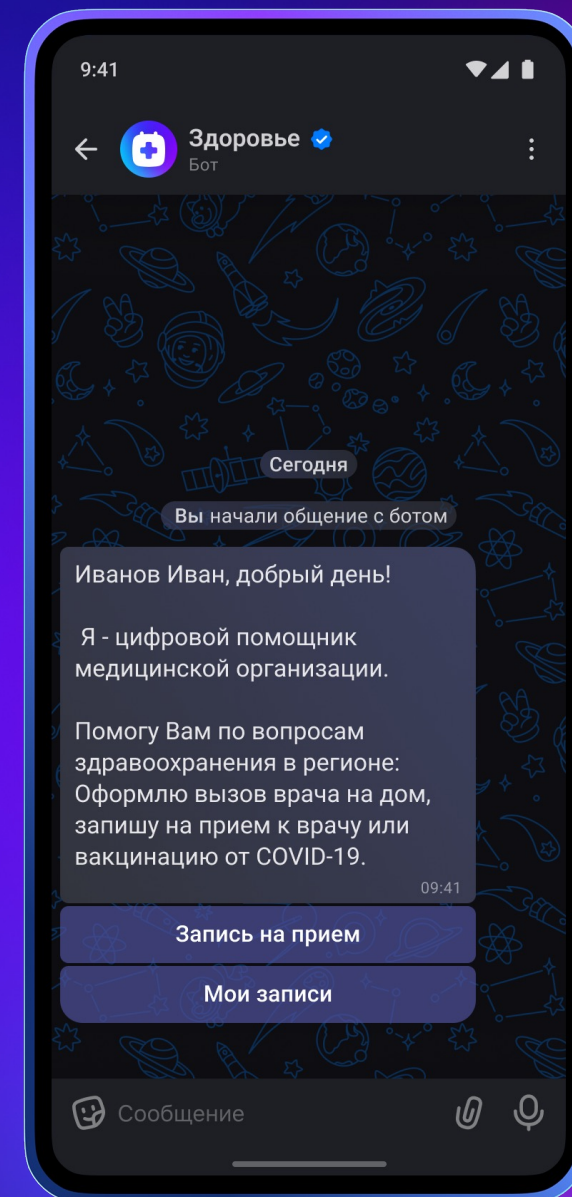 9:41
Здоровье
Бот
Сегодня
Вы начали общение с ботом
Иванов Иван, добрый день!
Я - цифровой помощник
медицинской организации.
Помогу Вам по вопросам
здравоохранения в регионе:
Оформлю вызов врача на дом,
запишу на прием к врачу или
вакцинацию от COVID-19.
09:41
Запись на прием
Мои записи
Сообщение